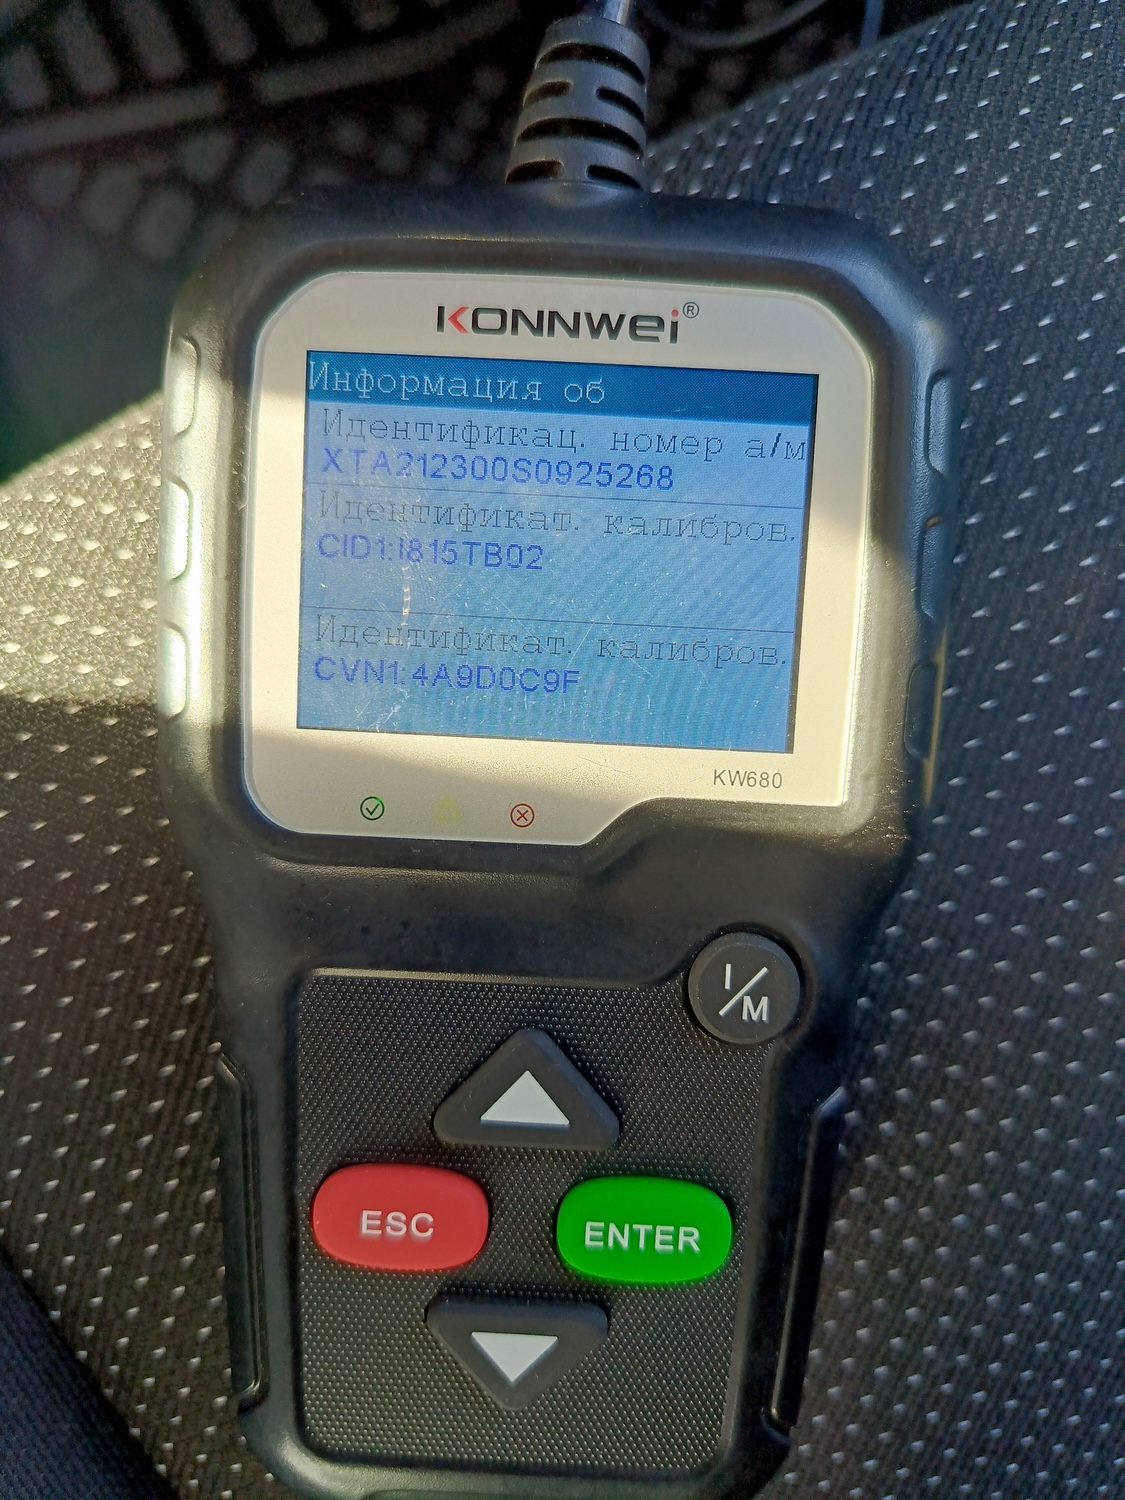 KONNWEi®
Информация об
Идентификац. номер а/м
XTA212300S0925268
Идентификат. калибров.
CID1:I815TB02
Идентификат. калибров.
CVN1:4A9D0C9F
KW680
I/M
ESC
ENTER